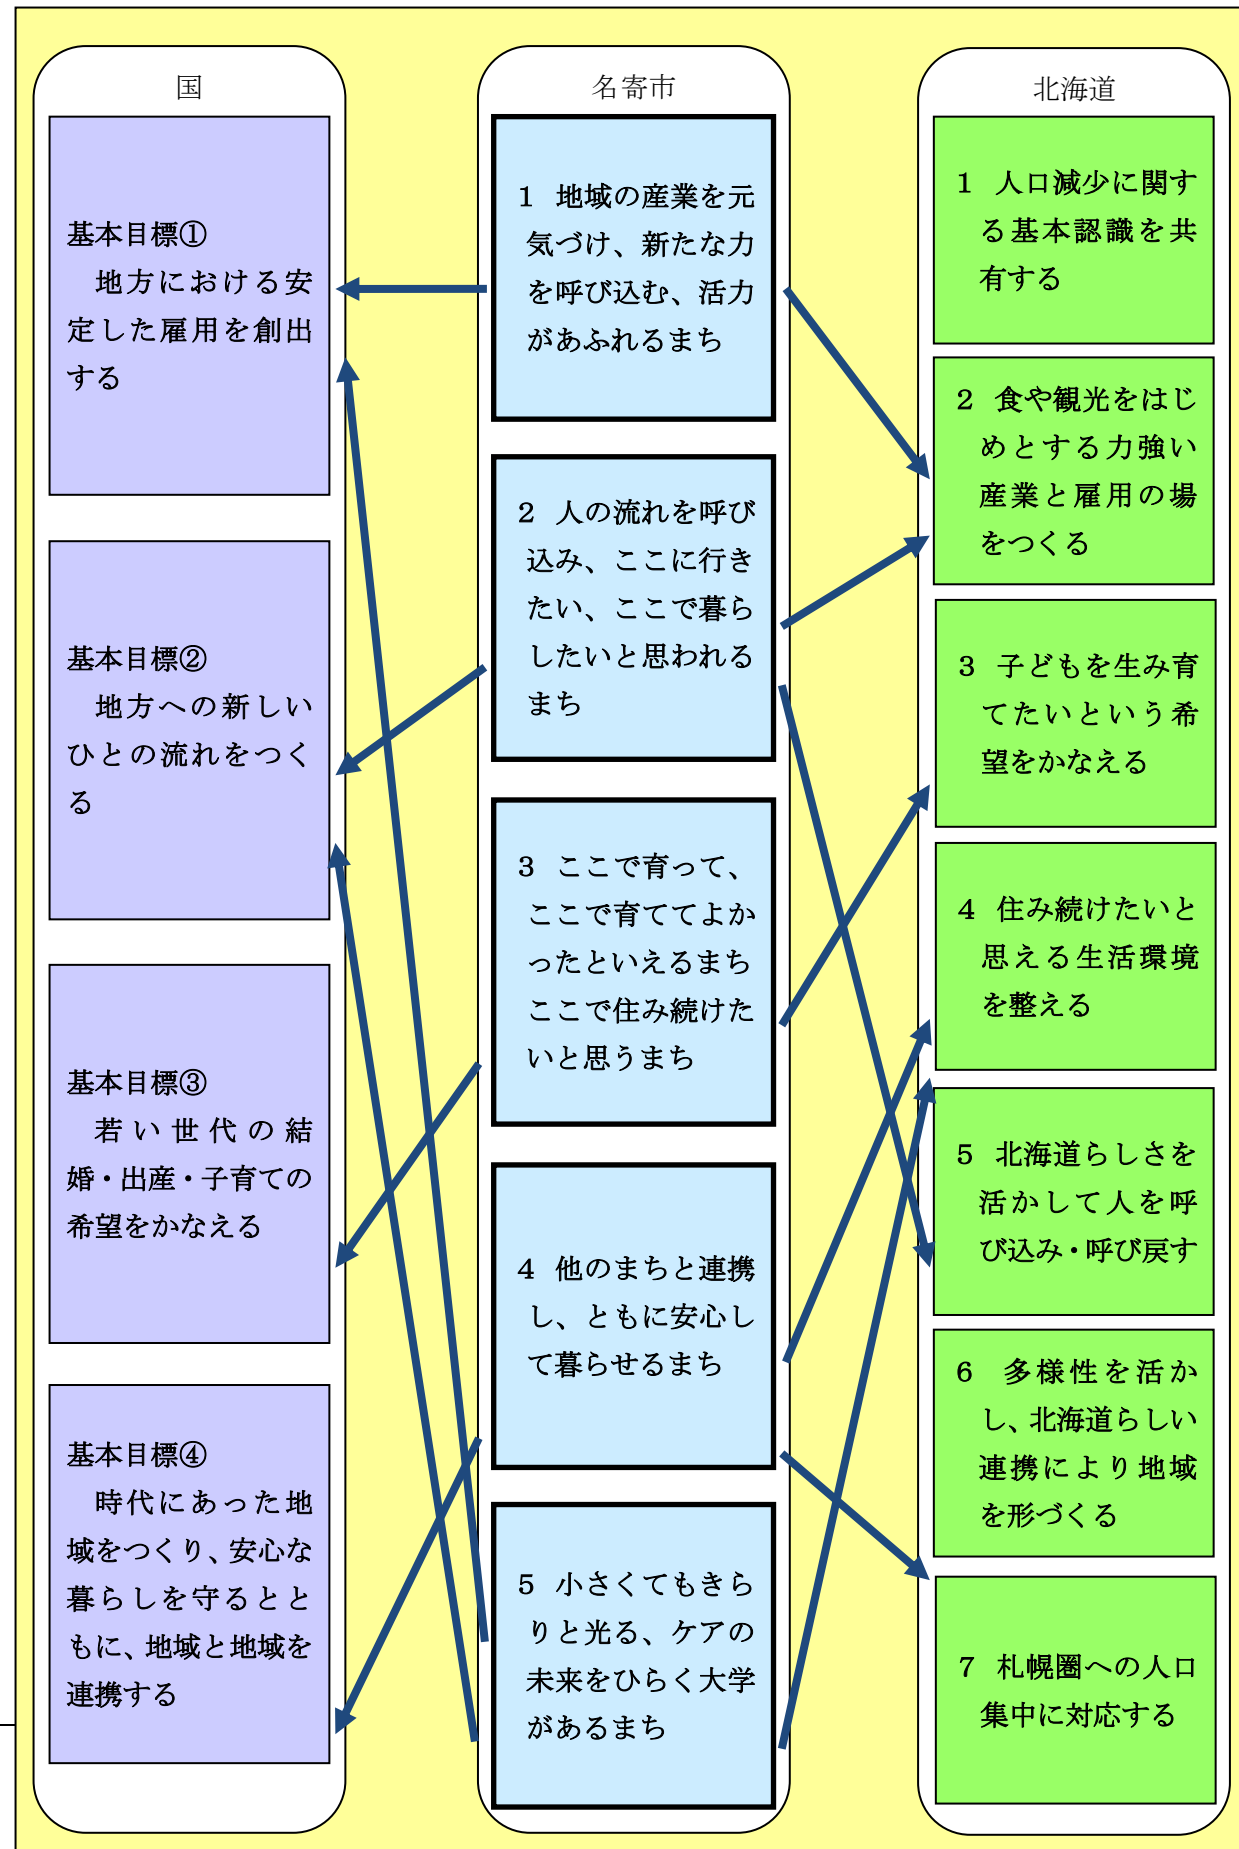 国
基本目標①
地方における安
定した雇用を創出
する
基本目標②
地方への新しい
ひとの流れをつく
る
基本目標③
若い世代の結
婚・出産・子育ての
希望をかなえる
基本目標④
時代にあった地
域をつくり、安心な
暮らしを守るとと
もに、地域と地域を
連携する
名寄市
1 地域の産業を元
気づけ、新たな力
を呼び込む、活力
があふれるまち
2 人の流れを呼び
込み、ここに行き
たい、ここで暮ら
したいと思われる
まち
3 ここで育って、
ここで育ててよか
ったといえるまち
ここで住み続けた
いと思うまち
4 他のまちと連携
し、ともに安心し
て暮らせるまち
5 小さくてもきら
りと光る、ケアの
未来をひらく大学
があるまち
北海道
1 人口減少に関す
る基本認識を共
有する
2 食や観光をはじ
めとする力強い
産業と雇用の場
をつくる
3 子どもを生み育
てたいという希
望をかなえる
4 住み続けたいと
思える生活環境
を整える
5 北海道らしさを
活かして人を呼
び込み・呼び戻す
6 多様性を活か
し、北海道らしい
連携により地域
を形づくる
7 札幌圏への人口
集中に対応する